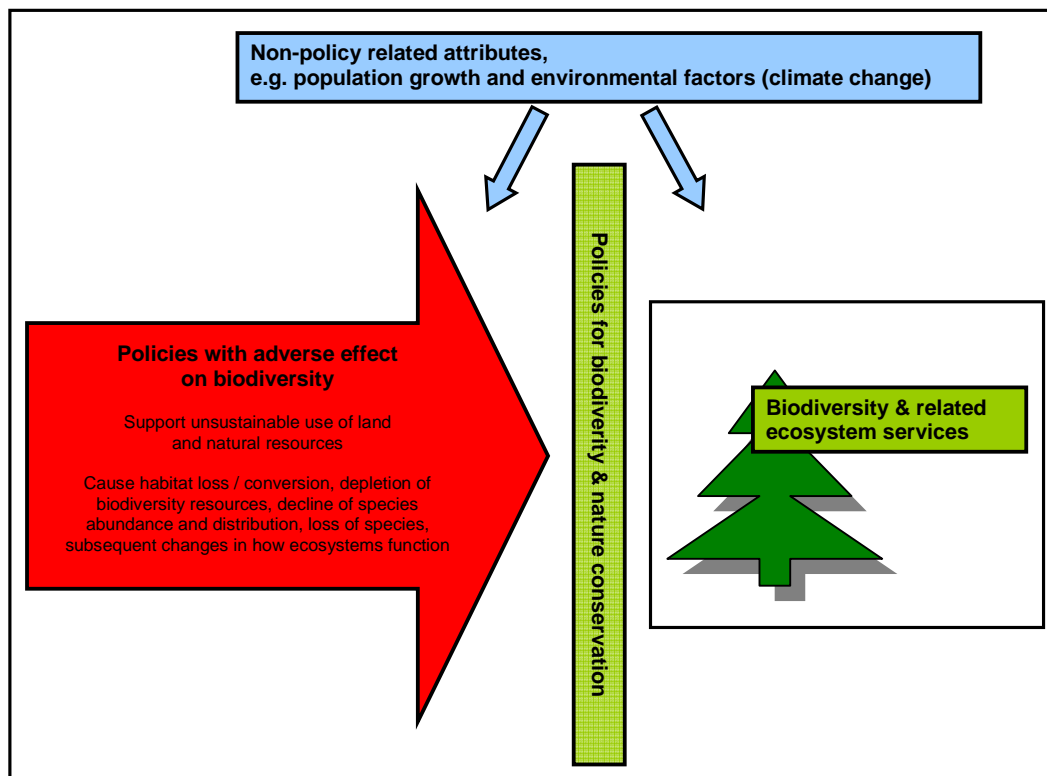 Non-policy related attributes,
e.g. population growth and environmental factors (climate change)
Policies with adverse effect
on biodiversity
Support unsustainable use of land
and natural resources
Cause habitat loss / conversion, depletion of
biodiversity resources, decline of species
abundance and distribution, loss of species,
subsequent changes in how ecosystems function
Policies for biodiverity & nature conservation
Biodiversity & related
ecosystem services